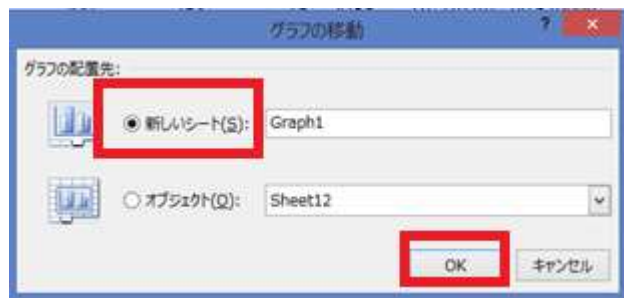 グラフの移動
?
グラフの配置先:
新しいシート(S): Graph1
オブジェクト(O): Sheet12
OK キャンセル